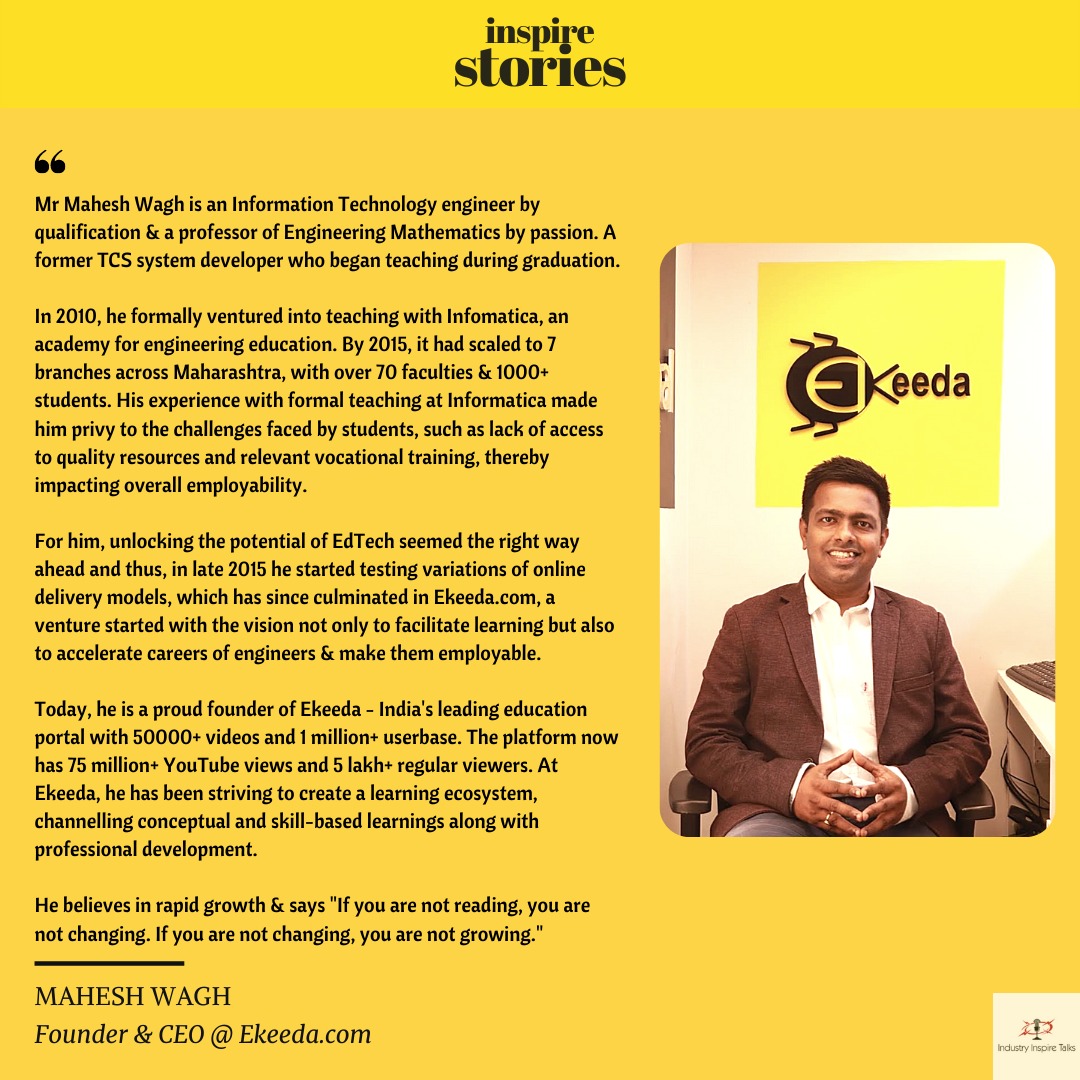 inspire
stories
“
Mr Mahesh Wagh is an Information Technology engineer by
qualification & a professor of Engineering Mathematics by passion. A
former TCS system developer who began teaching during graduation.
In 2010, he formally ventured into teaching with Infomatica, an
academy for engineering education. By 2015, it had scaled to 7
branches across Maharashtra, with over 70 faculties & 1000+
students. His experience with formal teaching at Informatica made
him privy to the challenges faced by students, such as lack of access
to quality resources and relevant vocational training, thereby
impacting overall employability.
For him, unlocking the potential of EdTech seemed the right way
ahead and thus, in late 2015 he started testing variations of online
delivery models, which has since culminated in Ekeeda.com, a
venture started with the vision not only to facilitate learning but also
to accelerate careers of engineers & make them employable.
Today, he is a proud founder of Ekeeda - India's leading education
portal with 50000+ videos and 1 million+ userbase. The platform now
has 75 million+ YouTube views and 5 lakh+ regular viewers. At
Ekeeda, he has been striving to create a learning ecosystem,
channelling conceptual and skill-based learnings along with
professional development.
He believes in rapid growth & says "If you are not reading, you are
not changing. If you are not changing, you are not growing."
MAHESH WAGH
Founder & CEO @ Ekeeda.com
Ekeeda
Industry Inspire Talks